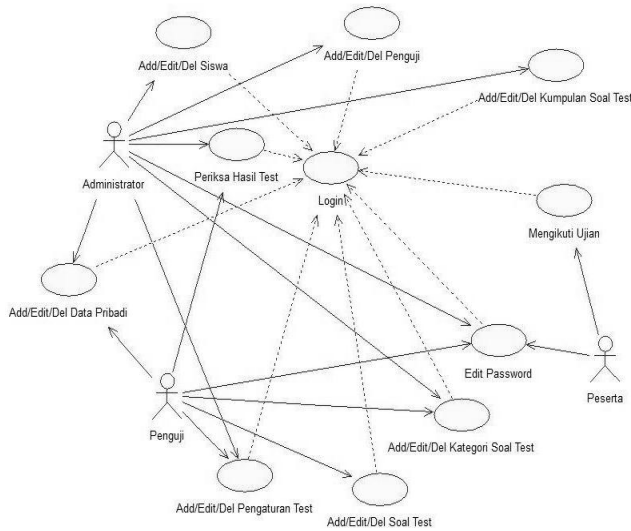 Add/Edit/Del Siswa
Add/Edit/Del Penguji
Add/Edit/Del Kumpulan Soal Test
Administrator
Periksa Hasil Test
Login
Mengikuti Ujian
Add/Edit/Del Data Pribadi
Edit Password
Peserta
Penguji
Add/Edit/Del Kategori Soal Test
Add/Edit/Del Pengaturan Test
Add/Edit/Del Soal Test